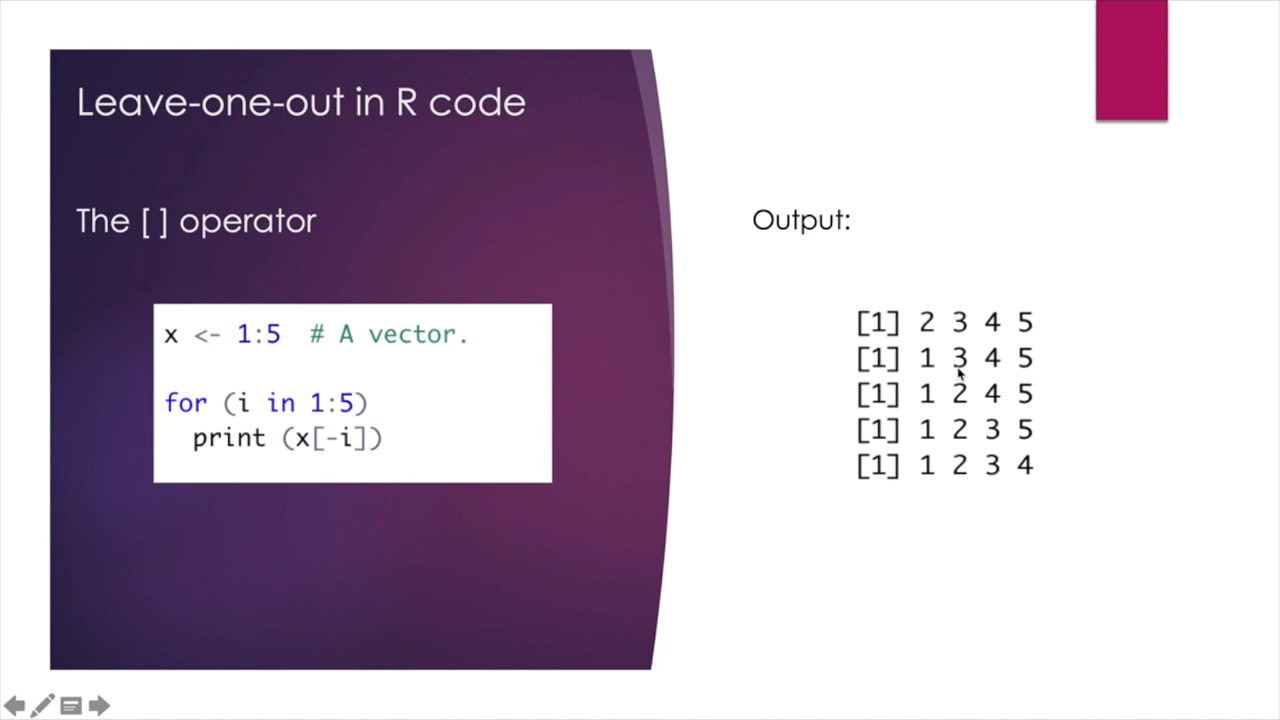 Leave-one-out in R code
The [ ] operator
x <- 1:5  # A vector.
for (i in 1:5)
  print (x[-i])
Output:
[1] 2 3 4 5
[1] 1 3 4 5
[1] 1 2 4 5
[1] 1 2 3 5
[1] 1 2 3 4